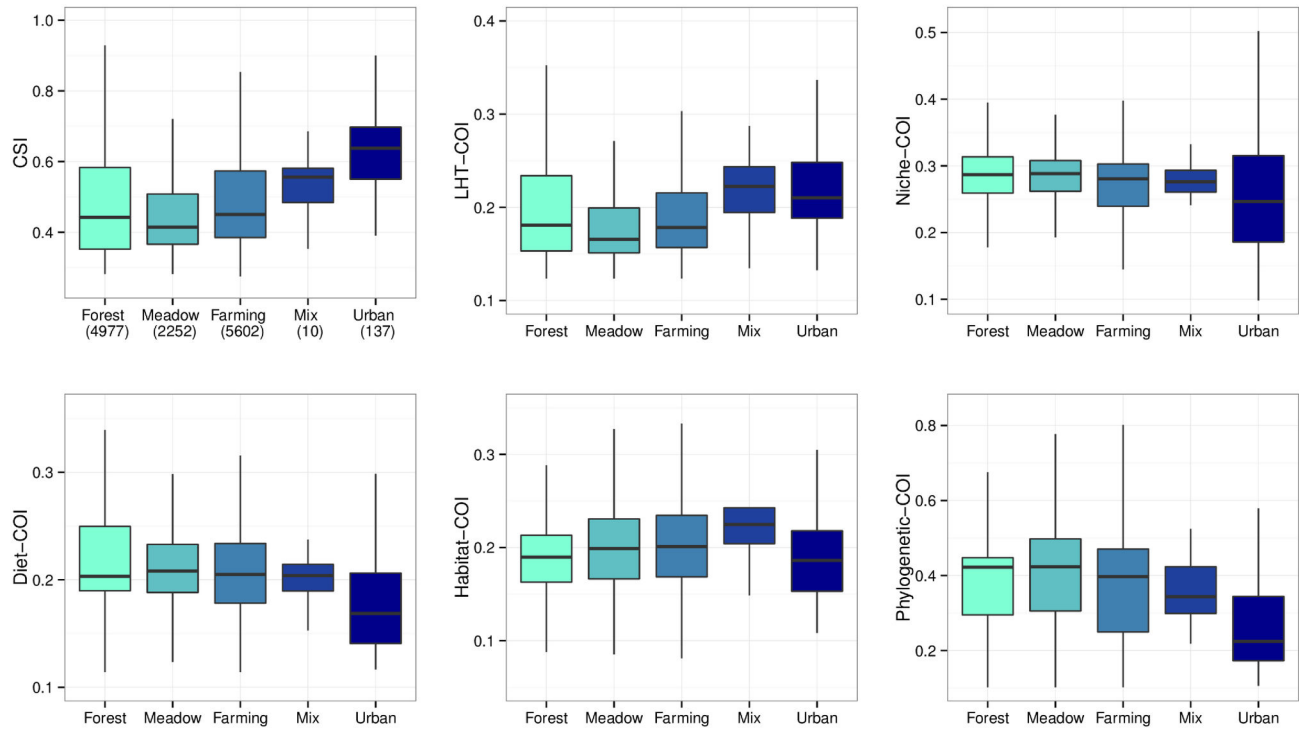 CSI
1.0
0.8
0.6
0.4
Forest Meadow Farming Mix Urban
(4977) (2252) (5602) (10) (137)
LHT−COI
0.4
0.3
0.2
0.1
Forest Meadow Farming Mix Urban
Niche−COI
0.5
0.4
0.3
0.2
0.1
Forest Meadow Farming Mix Urban
Diet−COI
0.3
0.2
0.1
Forest Meadow Farming Mix Urban
Habitat−COI
0.3
0.2
0.1
Forest Meadow Farming Mix Urban
Phylogenetic−COI
0.8
0.6
0.4
0.2
Forest Meadow Farming Mix Urban